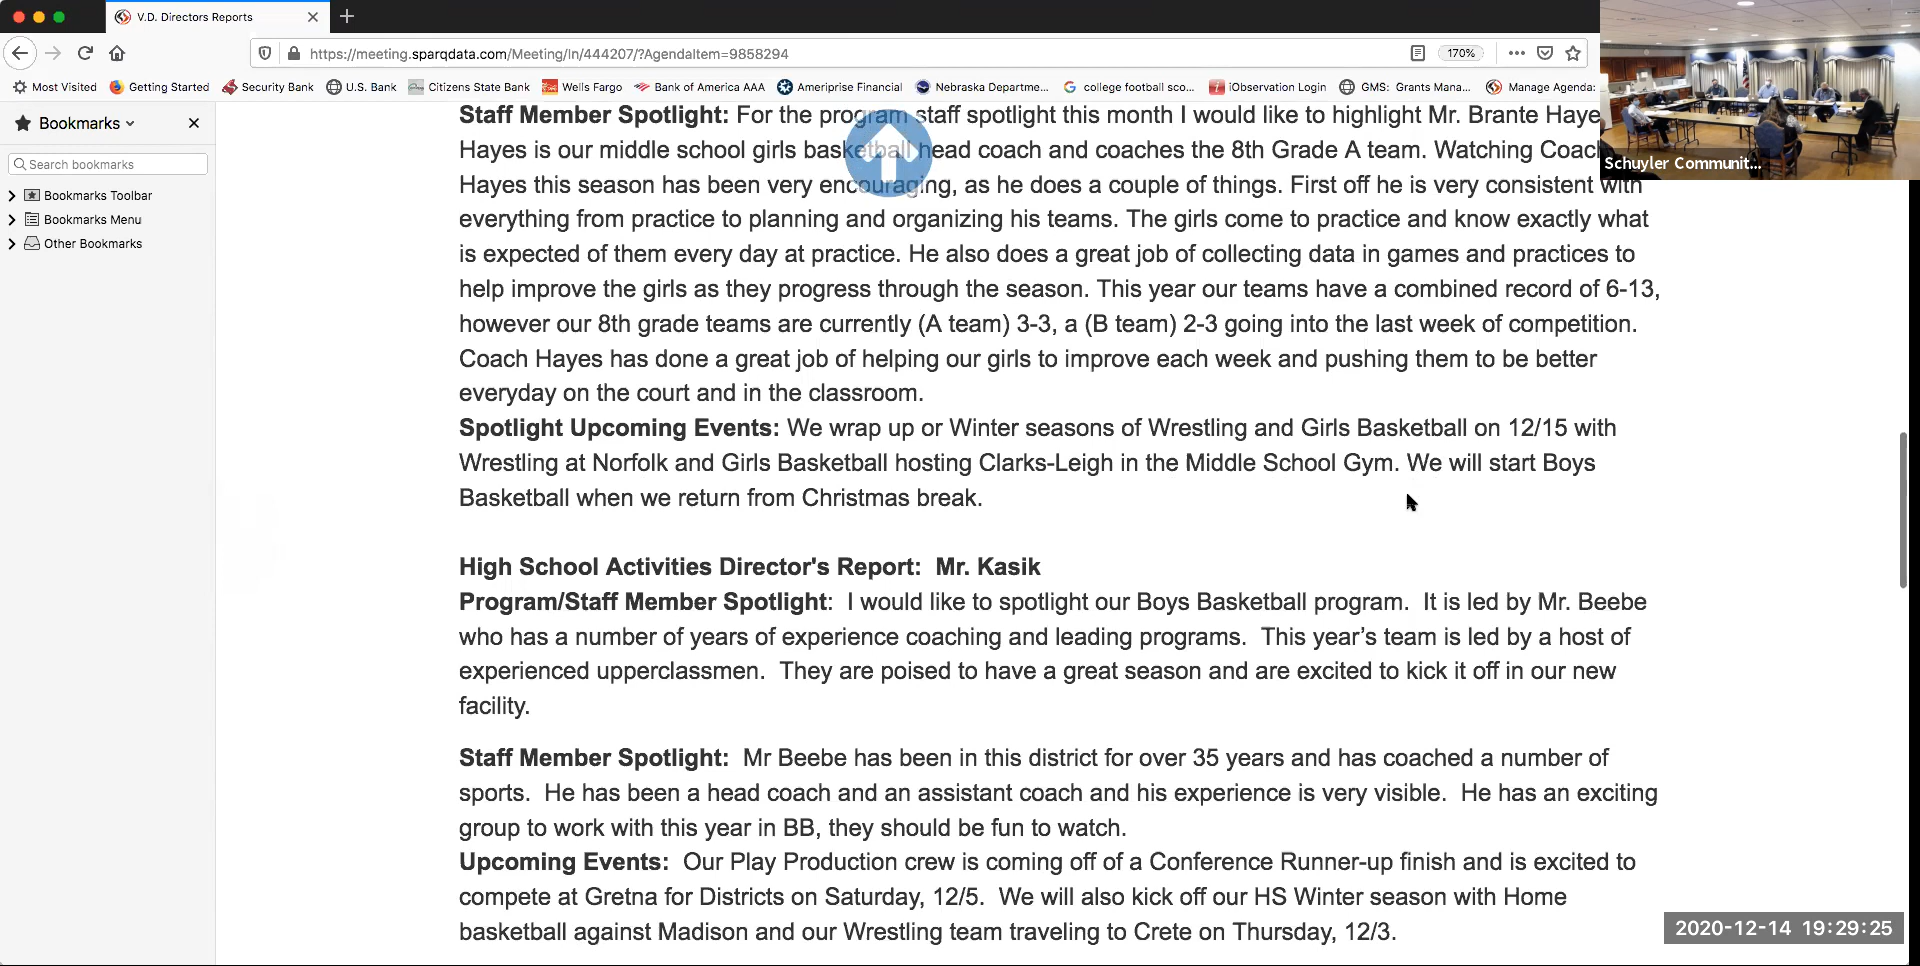 V.D. Directors Reports
https://meeting.sparqdata.com/Meeting/In/444207/?AgendaItem=9858294
170%
Most Visited
Getting Started
Security Bank
U.S. Bank
Citizens State Bank
Wells Fargo
Bank of America AAA
Ameriprise Financial
Nebraska Departme...
college football sco...
iObservation Login
GMS: Grants Mana...
Manage Agenda:
Bookmarks
Search bookmarks
Bookmarks Toolbar
Bookmarks Menu
Other Bookmarks
Schuyler Communit...
Staff Member Spotlight: For the program staff spotlight this month I would like to highlight Mr. Brante Haye
Hayes is our middle school girls basketball head coach and coaches the 8th Grade A team. Watching Coac
Hayes this season has been very encouraging, as he does a couple of things. First off he is very consistent with
everything from practice to planning and organizing his teams. The girls come to practice and know exactly what
is expected of them every day at practice. He also does a great job of collecting data in games and practices to
help improve the girls as they progress through the season. This year our teams have a combined record of 6-13,
however our 8th grade teams are currently (A team) 3-3, a (B team) 2-3 going into the last week of competition.
Coach Hayes has done a great job of helping our girls to improve each week and pushing them to be better
everyday on the court and in the classroom.
Spotlight Upcoming Events: We wrap up or Winter seasons of Wrestling and Girls Basketball on 12/15 with
Wrestling at Norfolk and Girls Basketball hosting Clarks-Leigh in the Middle School Gym. We will start Boys
Basketball when we return from Christmas break.
High School Activities Director's Report: Mr. Kasik
Program/Staff Member Spotlight: I would like to spotlight our Boys Basketball program. It is led by Mr. Beebe
who has a number of years of experience coaching and leading programs. This year's team is led by a host of
experienced upperclassmen. They are poised to have a great season and are excited to kick it off in our new
facility.
Staff Member Spotlight: Mr Beebe has been in this district for over 35 years and has coached a number of
sports. He has been a head coach and an assistant coach and his experience is very visible. He has an exciting
group to work with this year in BB, they should be fun to watch.
Upcoming Events: Our Play Production crew is coming off of a Conference Runner-up finish and is excited to
compete at Gretna for Districts on Saturday, 12/5. We will also kick off our HS Winter season with Home
basketball against Madison and our Wrestling team traveling to Crete on Thursday, 12/3.
2020-12-14 19:29:25